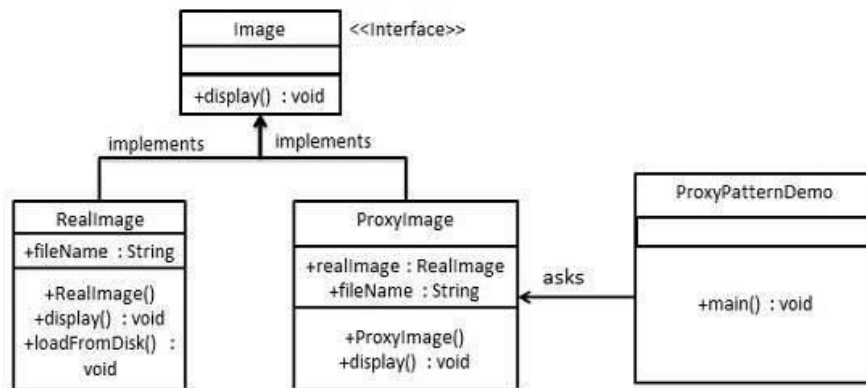 Image
<<Interface>>
+display() : void
implements
implements
RealImage
+fileName : String
+RealImage()
+display() : void
+loadFromDisk() :
void
ProxyImage
+realImage : RealImage
+fileName : String
+ProxyImage()
+display() : void
asks
ProxyPatternDemo
+main() : void